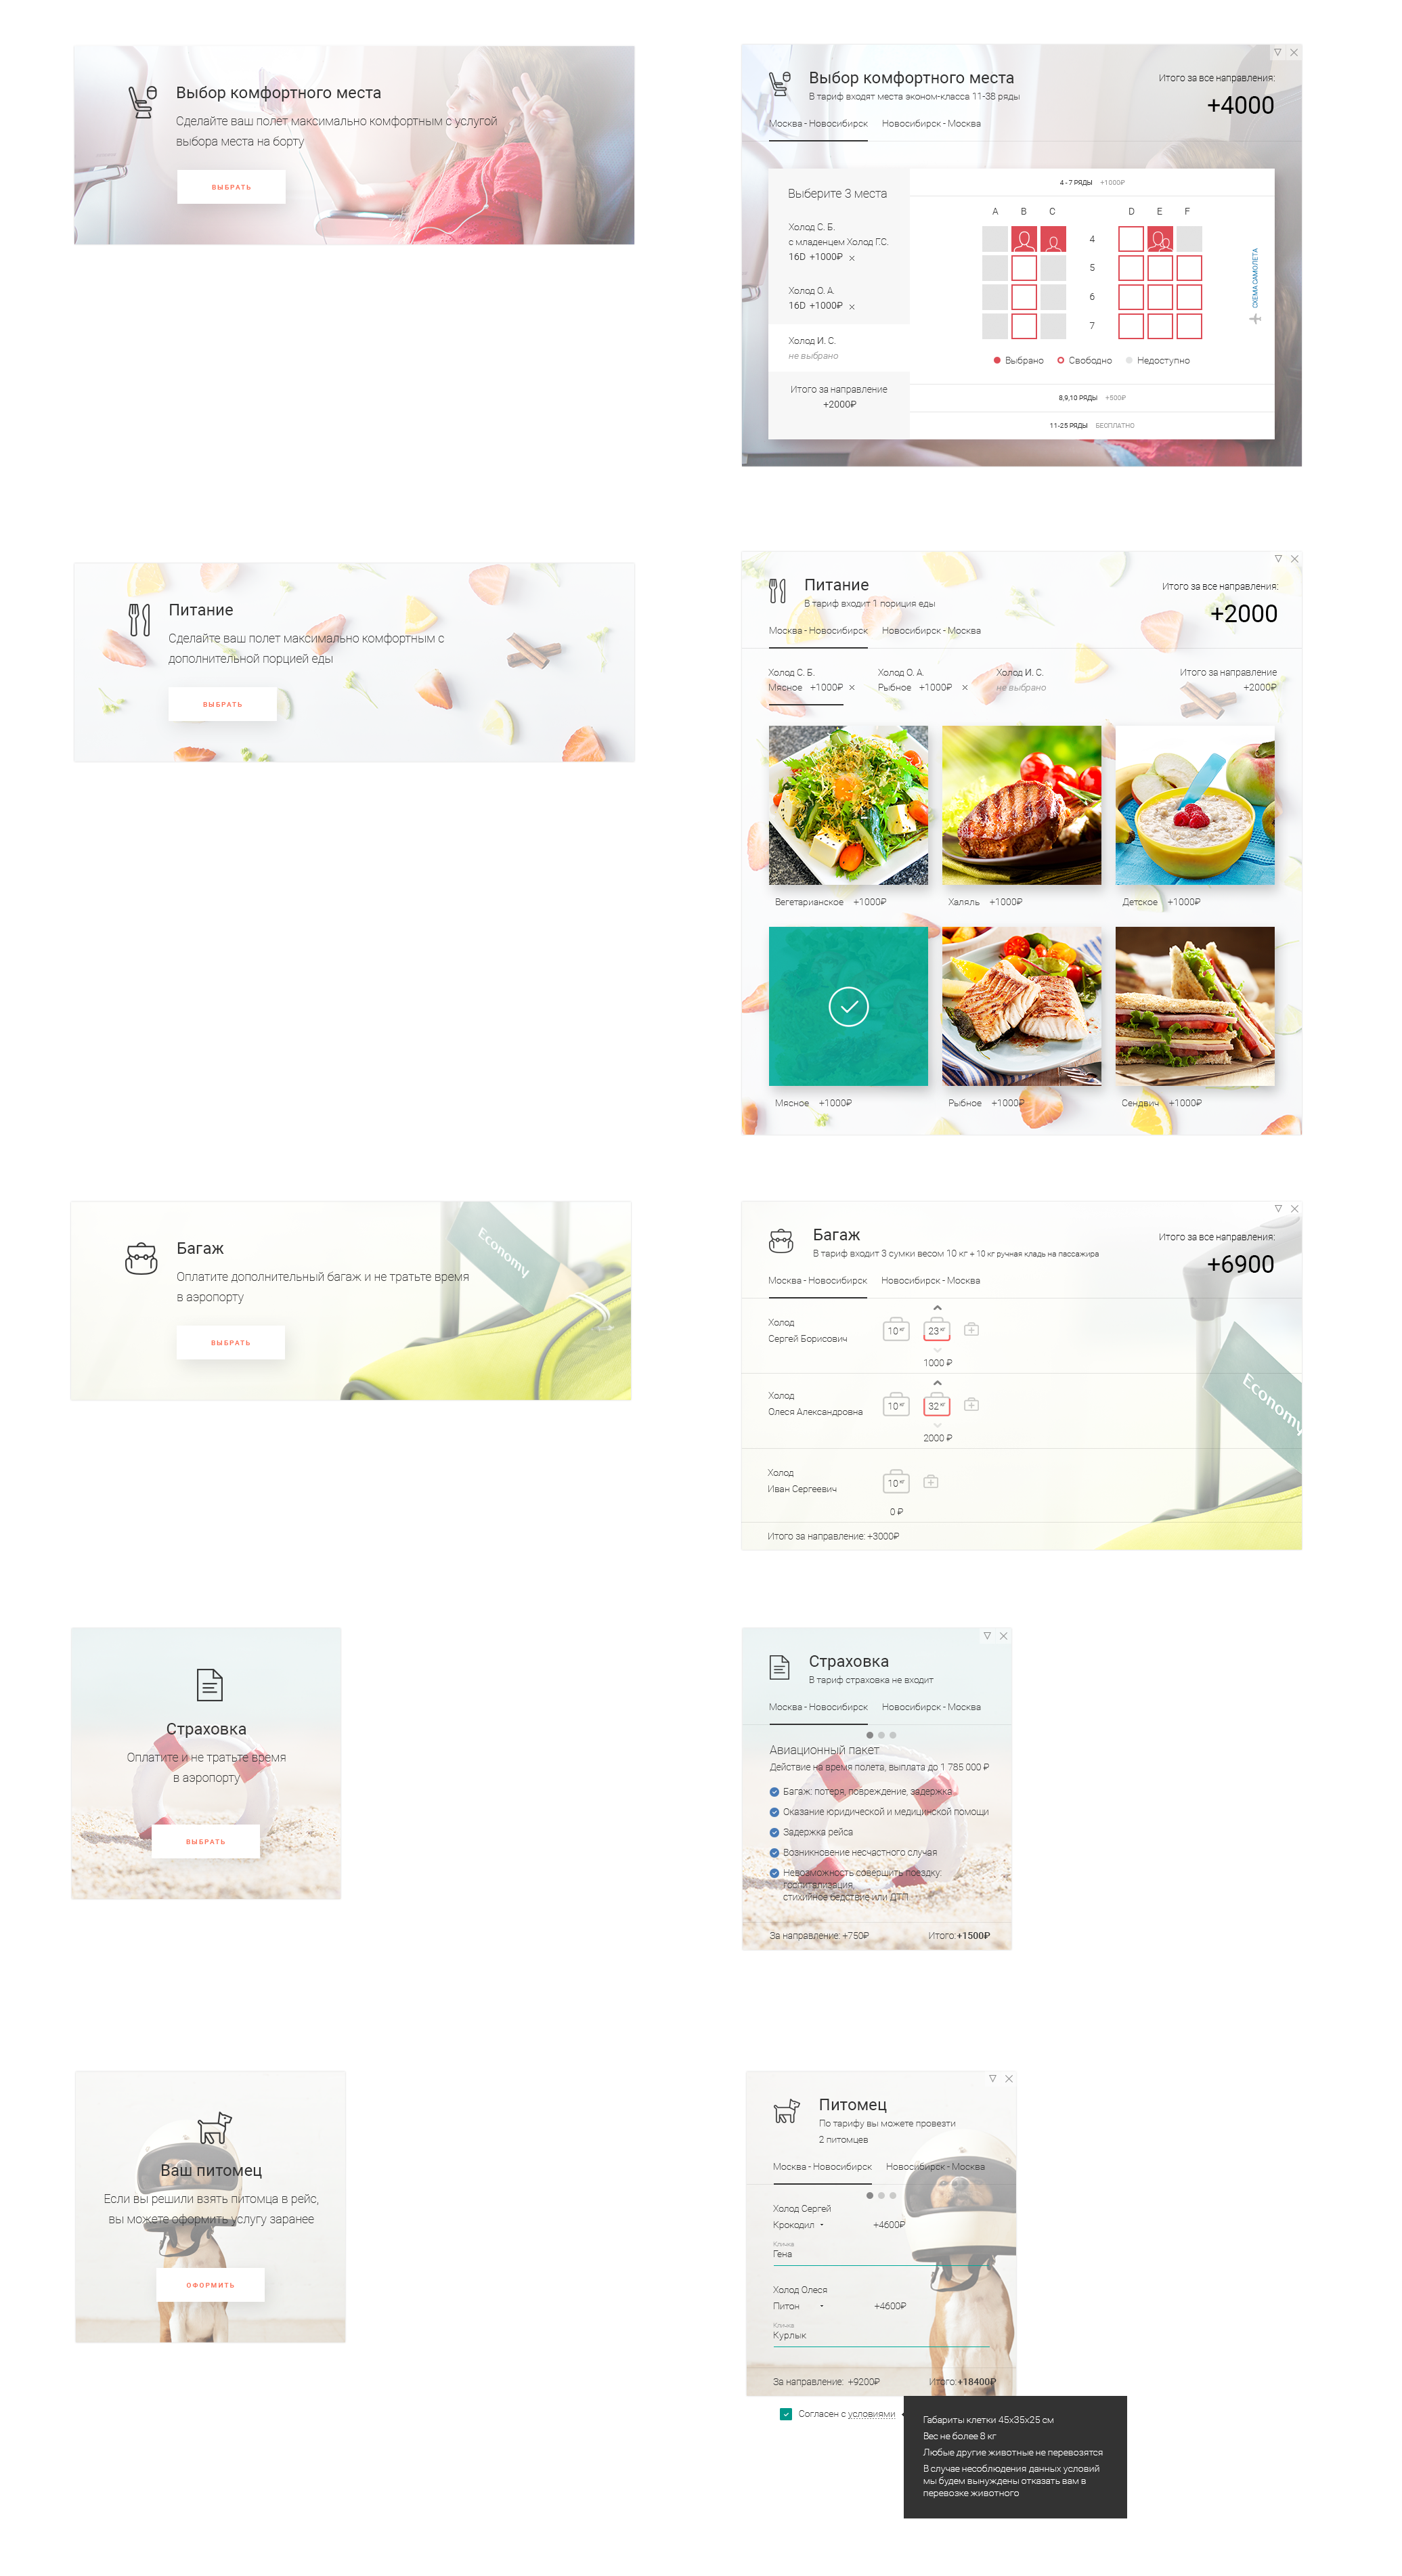 Выбор комфортного места
Сделайте ваш полет максимально комфортным с услугой
выбора места на борту
ВЫБРАТЬ
Выбор комфортного места
В тариф входят места эконом-класса 11-38 ряды
Итого за все направления:
+4000
Москва - Новосибирск Новосибирск - Москва
Выберите 3 места
Холод С. Б.
с младенцем Холод Г.С.
16D +1000₽
Холод О. А.
16D +1000₽
Холод И. С.
не выбрано
Итого за направление
+2000₽
4 - 7 РЯДЫ +1000₽
A B C D E F
4
5
6
7
СХЕМА САМОЛЕТА
Выбрано Свободно Недоступно
8,9,10 РЯДЫ +500₽
11-25 РЯДЫ БЕСПЛАТНО
Питание
Сделайте ваш полет максимально комфортным с
дополнительной порцией еды
ВЫБРАТЬ
Питание
В тариф входит 1 порция еды
Итого за все направления:
+2000
Москва - Новосибирск Новосибирск - Москва
Холод С. Б. Холод О. А. Холод И. С. Итого за направление
Мясное +1000₽ Рыбное +1000₽ не выбрано +2000₽
Вегетарианское +1000₽ Халяль +1000₽ Детское +1000₽
Мясное +1000₽ Рыбное +1000₽ Сендвич +1000₽
Багаж
Оплатите дополнительный багаж и не тратьте время
в аэропорту
ВЫБРАТЬ
Economy
Багаж
В тариф входит 3 сумки весом 10 кг + 10 кг ручная кладь на пассажира
Итого за все направления:
+6900
Москва - Новосибирск Новосибирск - Москва
Холод
Сергей Борисович
10 кг 23 кг
1000 ₽
Холод
Олеся Александровна
10 кг 32 кг
2000 ₽
Холод
Иван Сергеевич
10 кг
0 ₽
Итого за направление: +3000₽
Economy
Страховка
Оплатите и не тратьте время
в аэропорту
ВЫБРАТЬ
Страховка
В тариф страховка не входит
Москва - Новосибирск Новосибирск - Москва
Авиационный пакет
Действие на время полета, выплата до 1 785 000 ₽
Багаж: потеря, повреждение, задержка
Оказание юридической и медицинской помощи
Задержка рейса
Возникновение несчастного случая
Невозможность совершить поездку:
госпитализация,
стихийное бедствие или ДТП
За направление: +750₽ Итого: +1500₽
Ваш питомец
Если вы решили взять питомца в рейс,
вы можете оформить услугу заранее
ОФОРМИТЬ
Питомец
По тарифу вы можете провезти
2 питомцев
Москва - Новосибирск Новосибирск - Москва
Холод Сергей
Крокодил +4600₽
Кличка
Гена
Холод Олеся
Питон +4600₽
Кличка
Курлык
За направление: +9200₽ Итого: +18400₽
Согласен с условиями
Габариты клетки 45x35x25 см
Вес не более 8 кг
Любые другие животные не перевозятся
В случае несоблюдения данных условий
мы будем вынуждены отказать вам в
перевозке животного